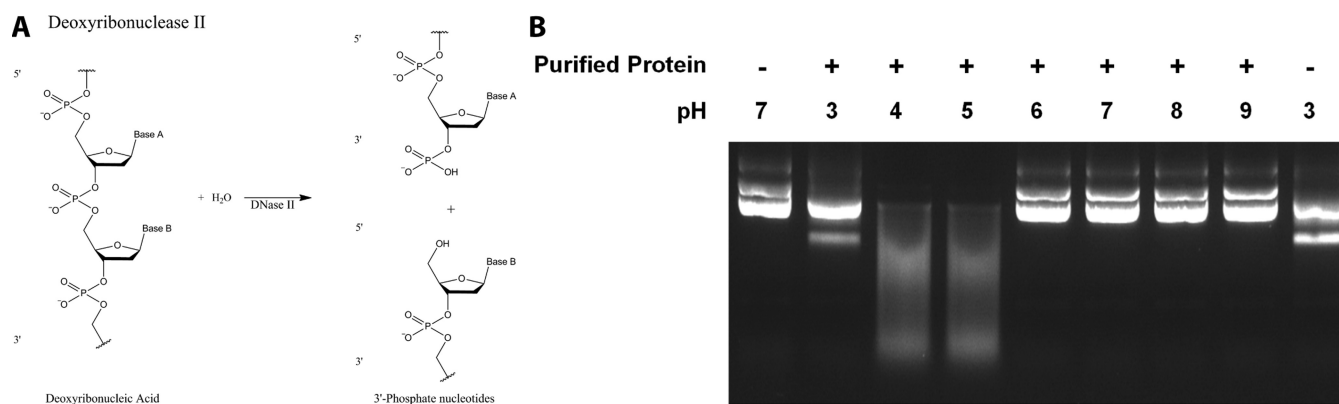 A
Deoxyribonuclease II
5'
O
O
P
⁻O
O
Base A
O
O
O
P
⁻O
O
Base B
O
O
O
P
⁻O
O
3'
Deoxyribonucleic Acid
+ H₂O
DNase II
5'
O
O
P
⁻O
O
Base A
O
3'
O
O
P
⁻O
OH
+
5'
OH
Base B
O
O
O
P
⁻O
O
3'
3'-Phosphate nucleotides
B
Purified Protein - + + + + + + + -
pH 7 3 4 5 6 7 8 9 3